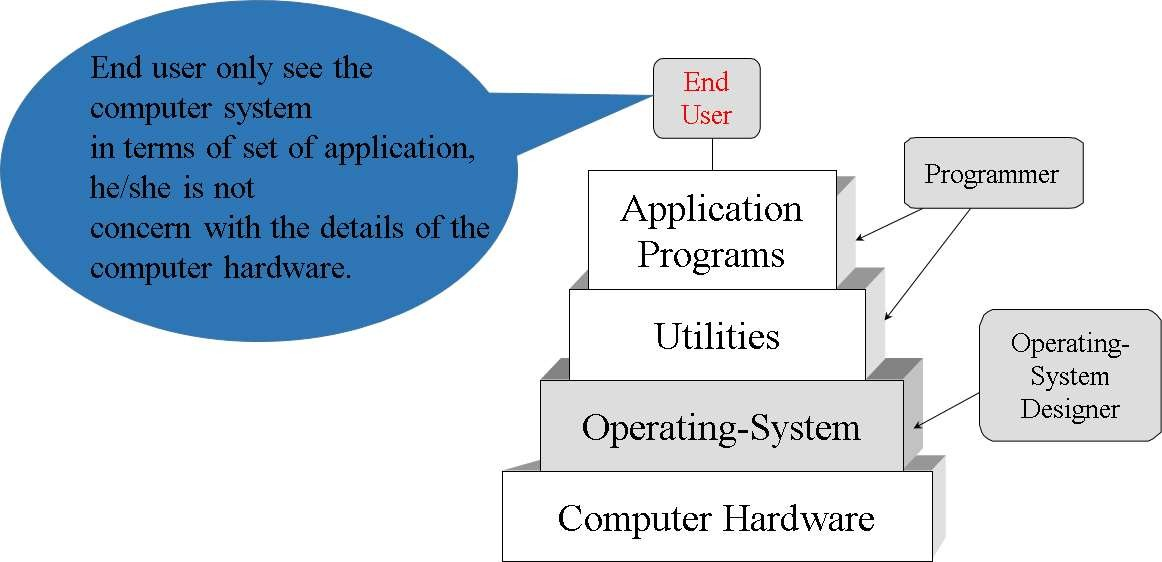 End user only see the
computer system
in terms of set of application,
he/she is not
concern with the details of the
computer hardware.
End
User
Programmer
Application
Programs
Utilities
Operating-
System
Designer
Operating-System
Computer Hardware